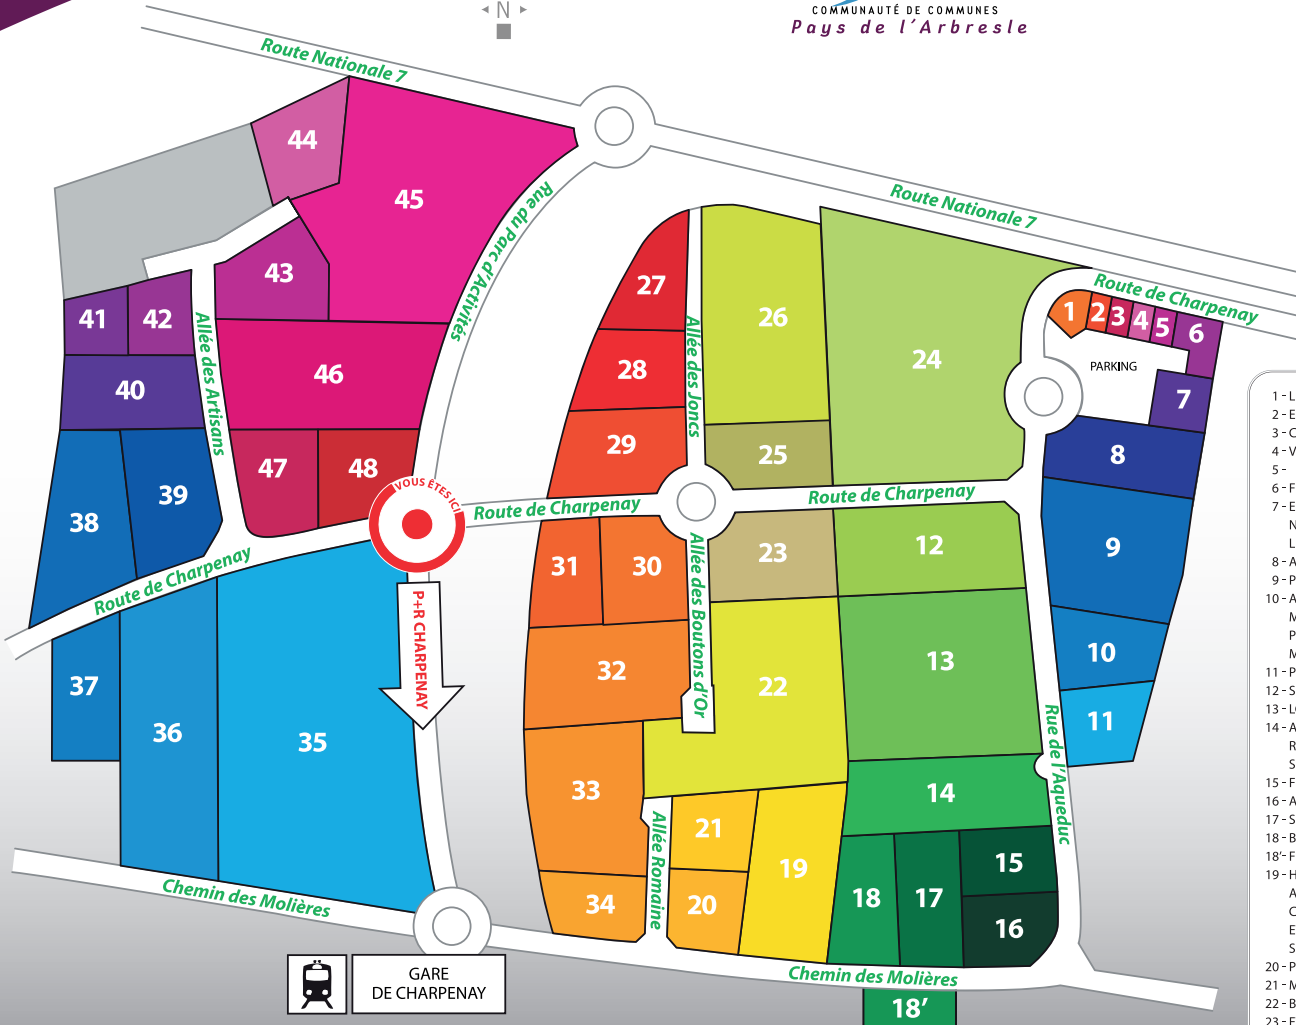 N
COMMUNAUTÉ DE COMMUNES
Pays de l'Arbresle
Route Nationale 7
Route Nationale 7
Rue du Parc d'Activités
Route de Charpenay
44
45
43
41
42
40
46
47
48
39
38
37
36
35
Allée des Artisans
Route de Charpenay
VOUS ÊTES ICI
P+R CHARPENAY
Route de Charpenay
27
28
29
Allée des Joncs
26
25
24
1
2
3
4
5
6
7
PARKING
8
9
10
11
Route de Charpenay
31
30
32
33
34
Allée des Boutons d'Or
23
22
12
13
14
15
16
17
18
18'
19
20
21
Allée Romaine
Rue de l'Aqueduc
Chemin des Molières
Chemin des Molières
GARE
DE CHARPENAY
1 - L
2 - E
3 - C
4 - V
5 -
6 - F
7 - E
N
L
8 - A
9 - P
10 - A
M
P
M
11 - P
12 - S
13 - L
14 - A
R
S
15 - F
16 - A
17 - S
18 - B
18'- F
19 - H
A
C
E
S
20 - P
21 - M
22 - B
23 - F